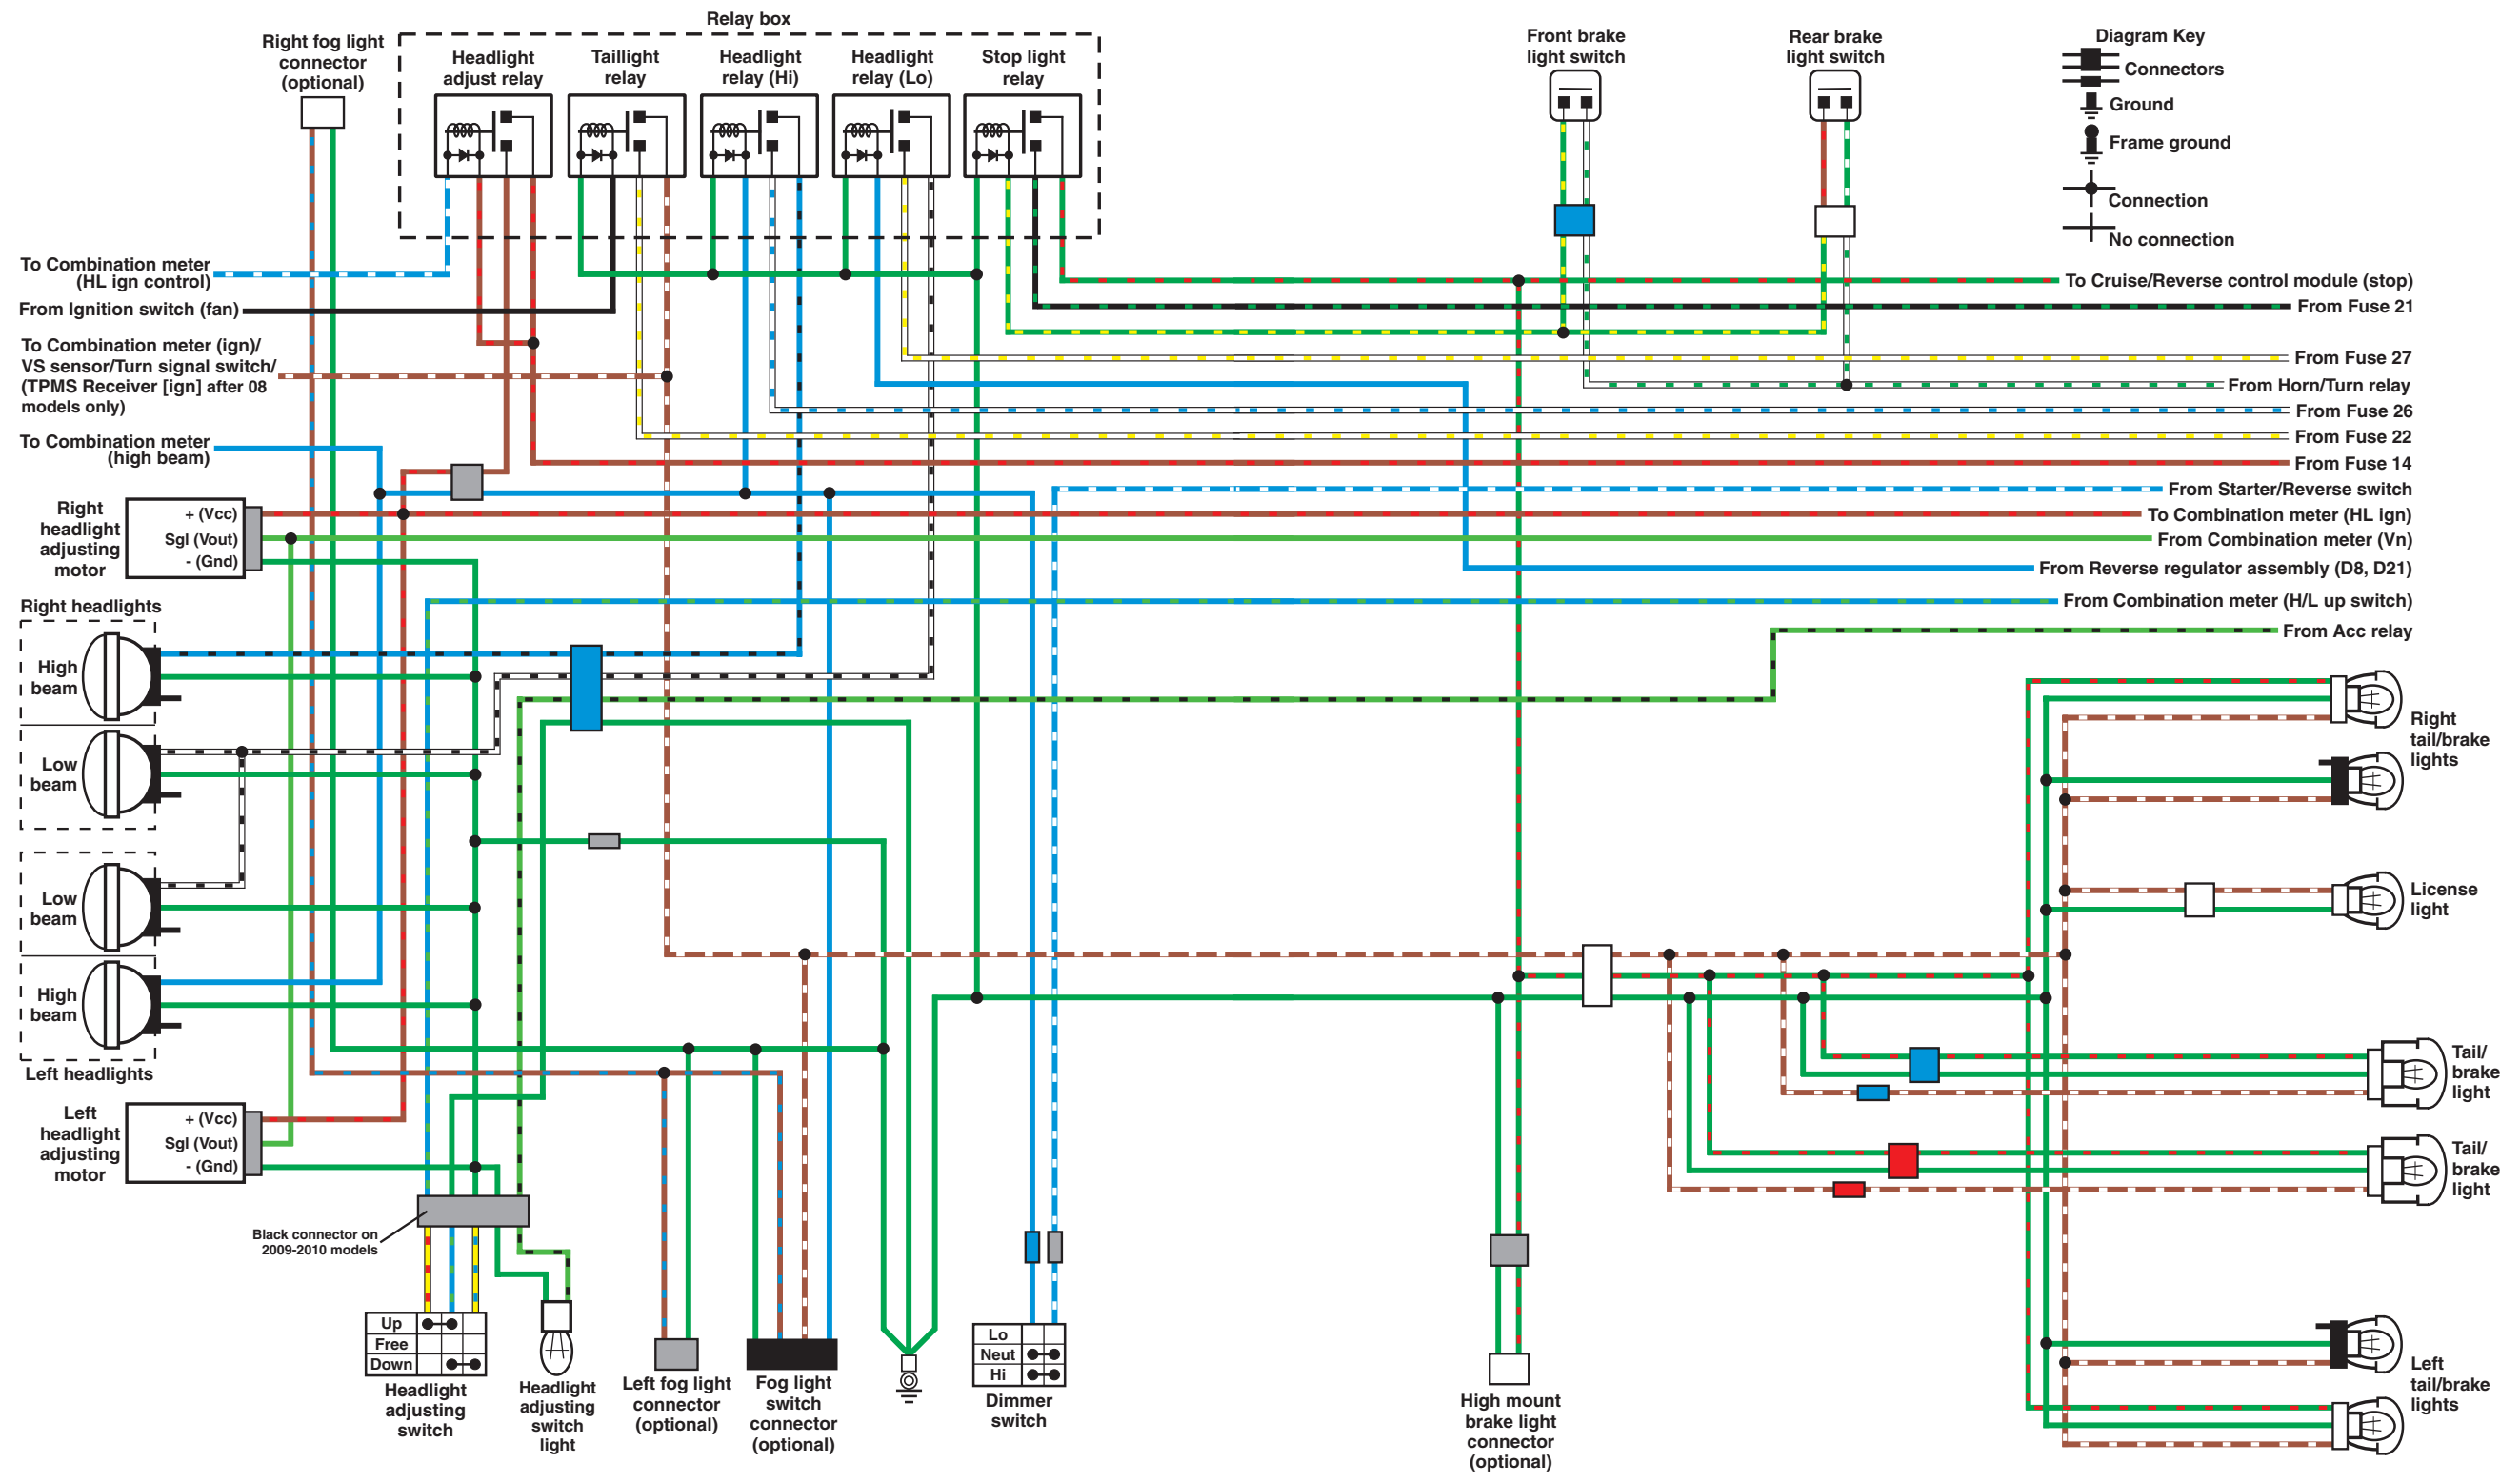 Relay box
Right fog light
connector
(optional)
Headlight
adjust relay
Taillight
relay
Headlight
relay (Hi)
Headlight
relay (Lo)
Stop light
relay
Front brake
light switch
Rear brake
light switch
Diagram Key
Connectors
Ground
Frame ground
Connection
No connection
To Combination meter
(HL ign control)
From Ignition switch (fan)
To Combination meter (ign)/
VS sensor/Turn signal switch/
(TPMS Receiver [ign] after 08
models only)
To Combination meter
(high beam)
To Cruise/Reverse control module (stop)
From Fuse 21
From Fuse 27
From Horn/Turn relay
From Fuse 26
From Fuse 22
From Fuse 14
From Starter/Reverse switch
To Combination meter (HL ign)
From Combination meter (Vn)
From Reverse regulator assembly (D8, D21)
From Combination meter (H/L up switch)
From Acc relay
Right
headlight
adjusting
motor
+ (Vcc)
Sgl (Vout)
- (Gnd)
Right headlights
High
beam
Low
beam
Low
beam
High
beam
Left headlights
Left
headlight
adjusting
motor
+ (Vcc)
Sgl (Vout)
- (Gnd)
Black connector on
2009-2010 models
Up
Free
Down
Headlight
adjusting
switch
Headlight
adjusting
switch
light
Left fog light
connector
(optional)
Fog light
switch
connector
(optional)
Lo
Neut
Hi
Dimmer
switch
High mount
brake light
connector
(optional)
Right
tail/brake
lights
License
light
Tail/
brake
light
Tail/
brake
light
Left
tail/brake
lights